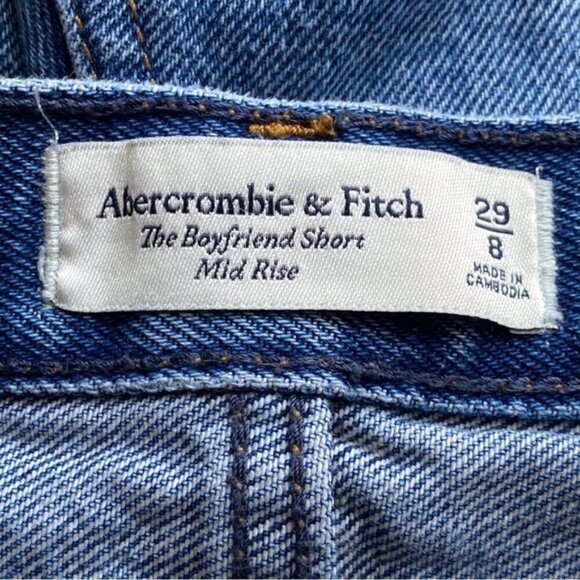 Abercrombie & Fitch
The Boyfriend Short
Mid Rise
29
8
MADE IN
CAMBODIA